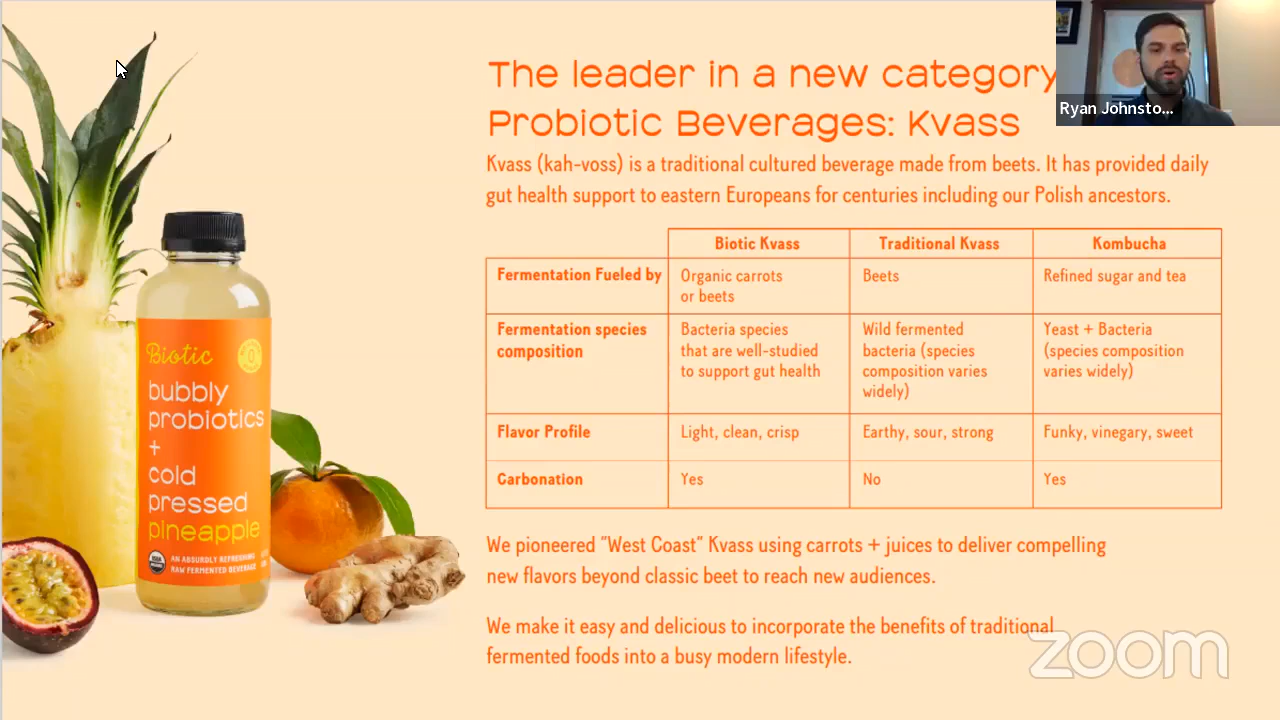 The leader in a new category
Probiotic Beverages: Kvass
Ryan Johnsto...
Kvass (kah-voss) is a traditional cultured beverage made from beets. It has provided daily
gut health support to eastern Europeans for centuries including our Polish ancestors.
Biotic Kvass
Traditional Kvass
Kombucha
Fermentation Fueled by
Organic carrots
or beets
Beets
Refined sugar and tea
Fermentation species
composition
Bacteria species
that are well-studied
to support gut health
Wild fermented
bacteria (species
composition varies
widely)
Yeast + Bacteria
(species composition
varies widely)
Flavor Profile
Light, clean, crisp
Earthy, sour, strong
Funky, vinegary, sweet
Carbonation
Yes
No
Yes
We pioneered "West Coast" Kvass using carrots + juices to deliver compelling
new flavors beyond classic beet to reach new audiences.
We make it easy and delicious to incorporate the benefits of traditional
fermented foods into a busy modern lifestyle.
Biotic
bubbly
probiotics
+
cold
pressed
pineapple
AN ABSURDLY REFRESHING
RAW FERMENTED BEVERAGE
zoom